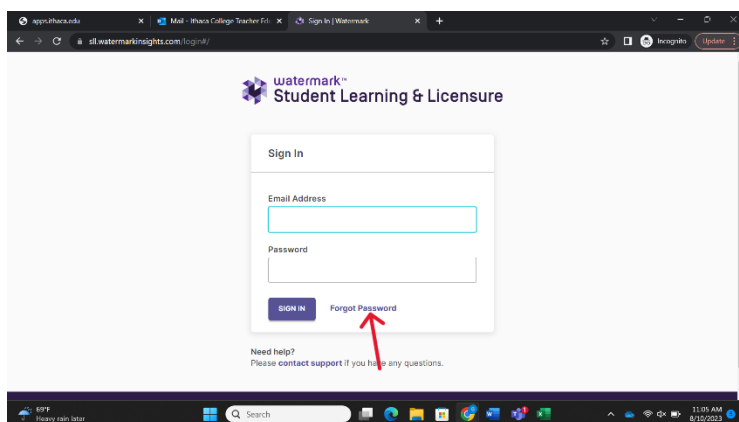 apps.ithaca.edu
Mail - Ithaca College Teacher Edu
Sign In | Watermark
sll.watermarkinsights.com/login#/
Incognito
Update
watermark™
Student Learning & Licensure
Sign In
Email Address
Password
SIGN IN
Forgot Password
Need help?
Please contact support if you have any questions.
69°F
Heavy rain later
Search
11:05 AM
8/10/2023